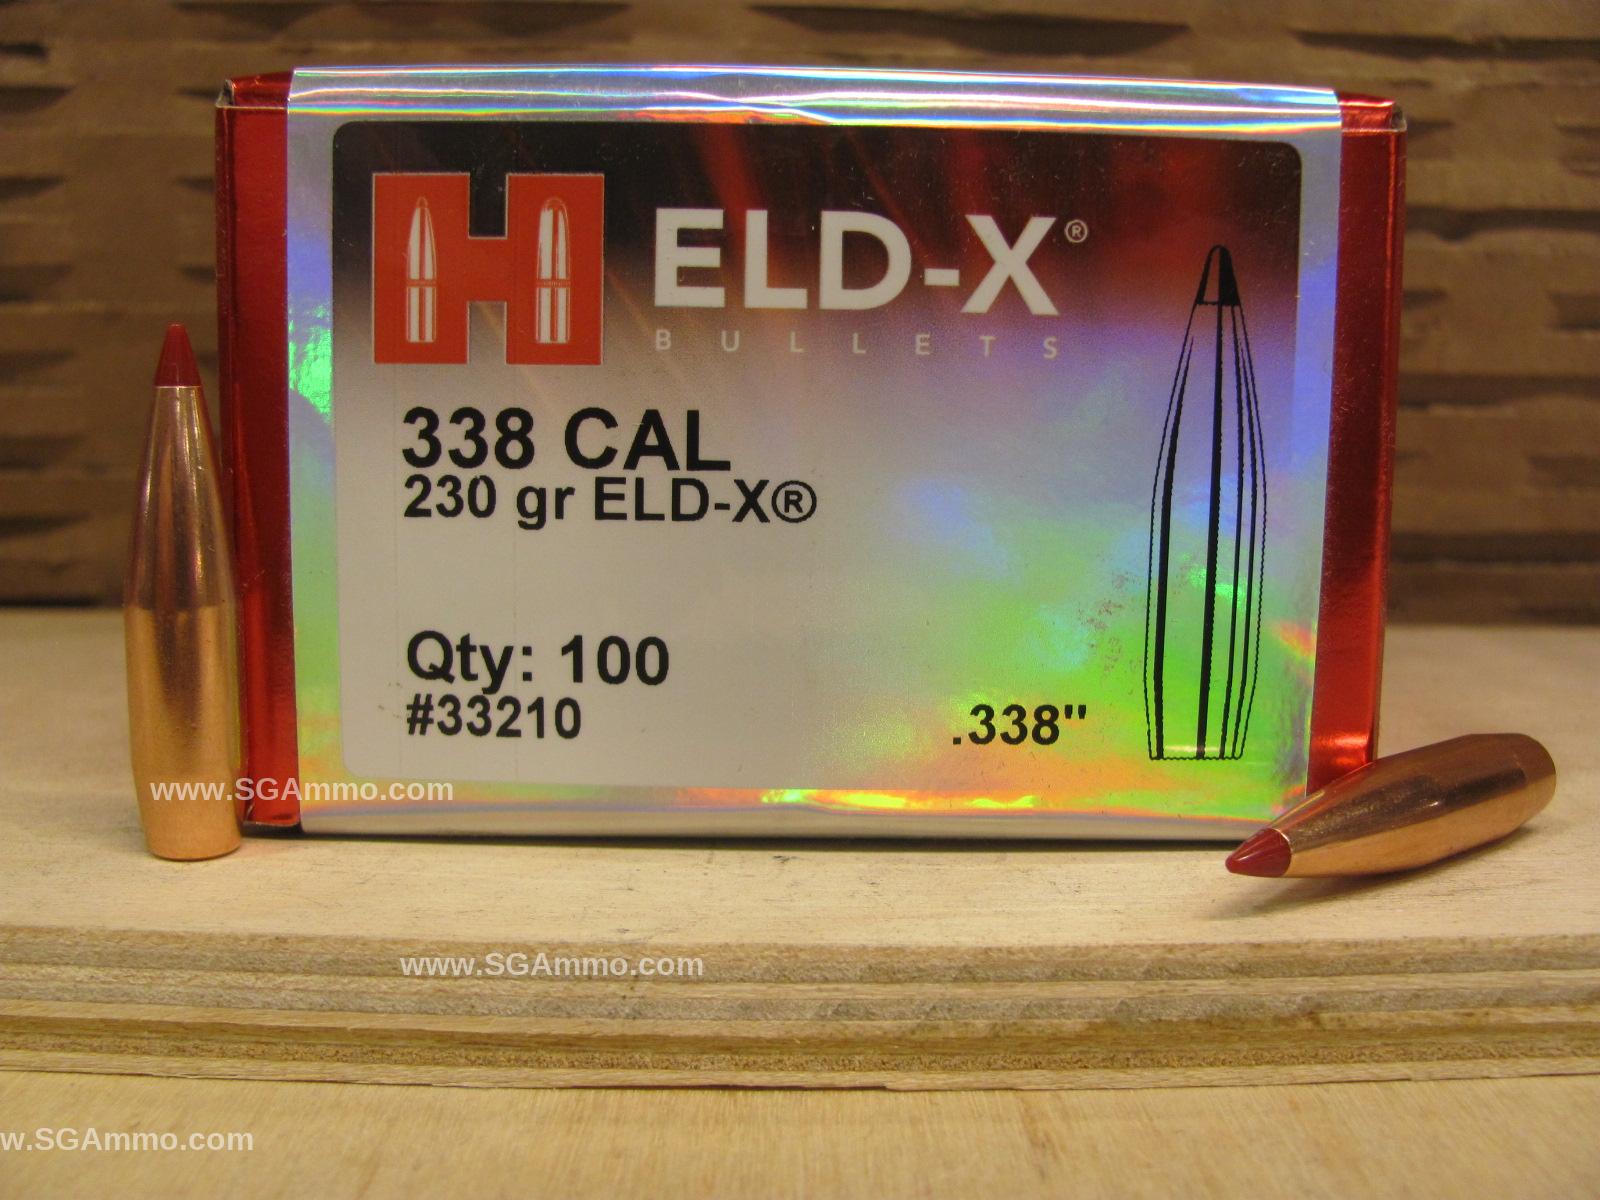 H ELD-X®
BULLETS
338 CAL
230 gr ELD-X®
Qty: 100
#33210
.338"
www.SGAmmo.com
www.SGAmmo.com
w.SGAmmo.com